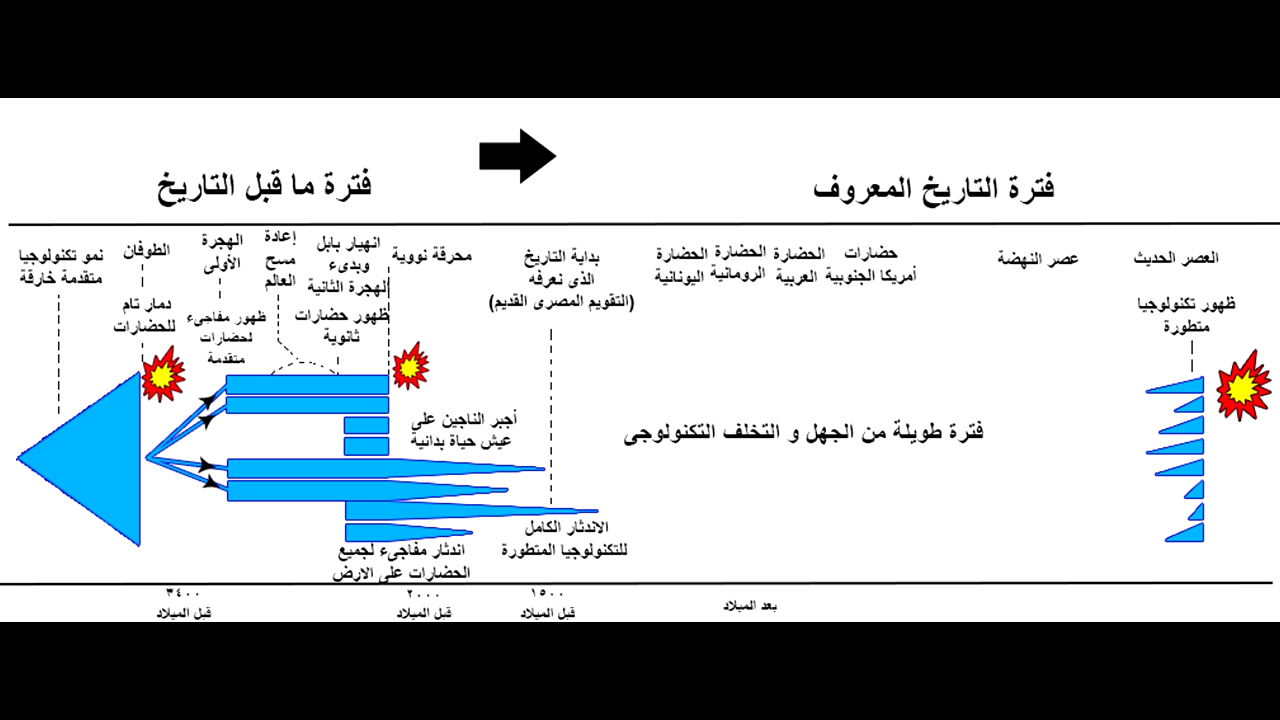 فترة ما قبل التاريخ
فترة التاريخ المعروف
نمو تكنولوجيا
متقدمة خارقة
الطوفان
دمار تام
للحضارات
الهجرة
الأولى
ظهور مفاجىء
لحضارات
متقدمة
إعادة
مسح
العالم
انهيار بابل
وبدىء
الهجرة الثانية
ظهور حضارات
ثانوية
محرقة نووية
بداية التاريخ
الذى نعرفه
(التقويم المصرى القديم)
الحضارة
اليونانية
الحضارة
الرومانية
الحضارة
العربية
حضارات
أمريكا الجنوبية
عصر النهضة
العصر الحديث
ظهور تكنولوجيا
متطورة
أجبر الناجين على
عيش حياة بدائية
فترة طويلة من الجهل و التخلف التكنولوجى
اندثار مفاجىء لجميع
الحضارات على الارض
الاندثار الكامل
للتكنولوجيا المتطورة
٣٤٠٠
قبل الميلاد
٢٠٠٠
قبل الميلاد
١٥٠٠
قبل الميلاد
بعد الميلاد